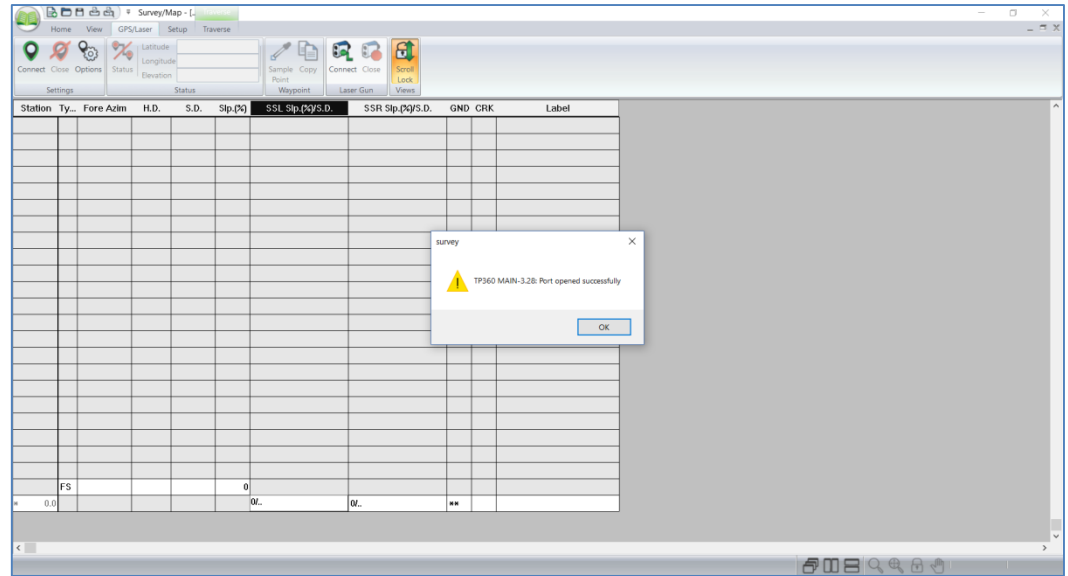 Survey/Map - [..
Home View GPS/Laser Setup Traverse
Connect Close Options Status
Latitude
Longitude
Elevation
Sample Point Copy
Connect Close
Scroll Lock
Settings Status Waypoint Laser Gun Views
Station Ty... Fore Azim H.D. S.D. Slp.(%) SSL Slp.(%)/S.D. SSR Slp.(%)/S.D. GND CRK Label
survey
TP360 MAIN-3.28: Port opened successfully
OK
FS 0
* 0.0 0/.. 0/.. **